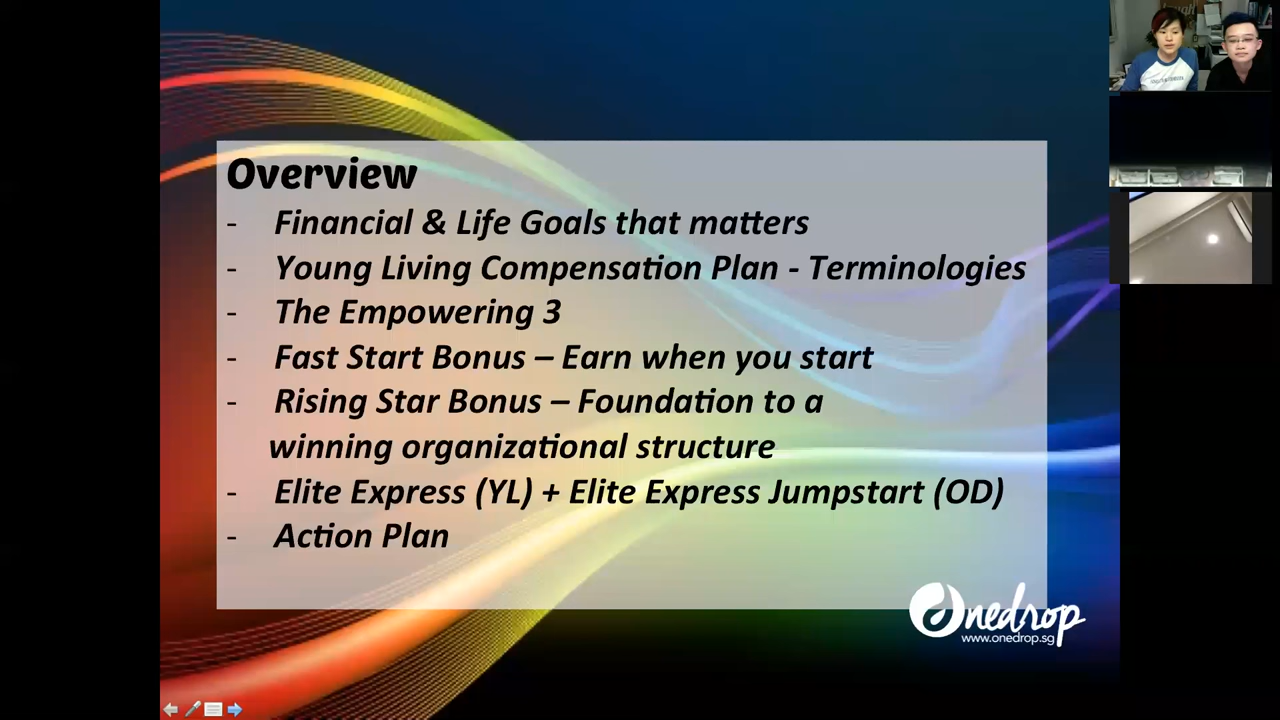 Overview
- Financial & Life Goals that matters
- Young Living Compensation Plan - Terminologies
- The Empowering 3
- Fast Start Bonus – Earn when you start
- Rising Star Bonus – Foundation to a
winning organizational structure
- Elite Express (YL) + Elite Express Jumpstart (OD)
- Action Plan
Onedrop
www.onedrop.sg